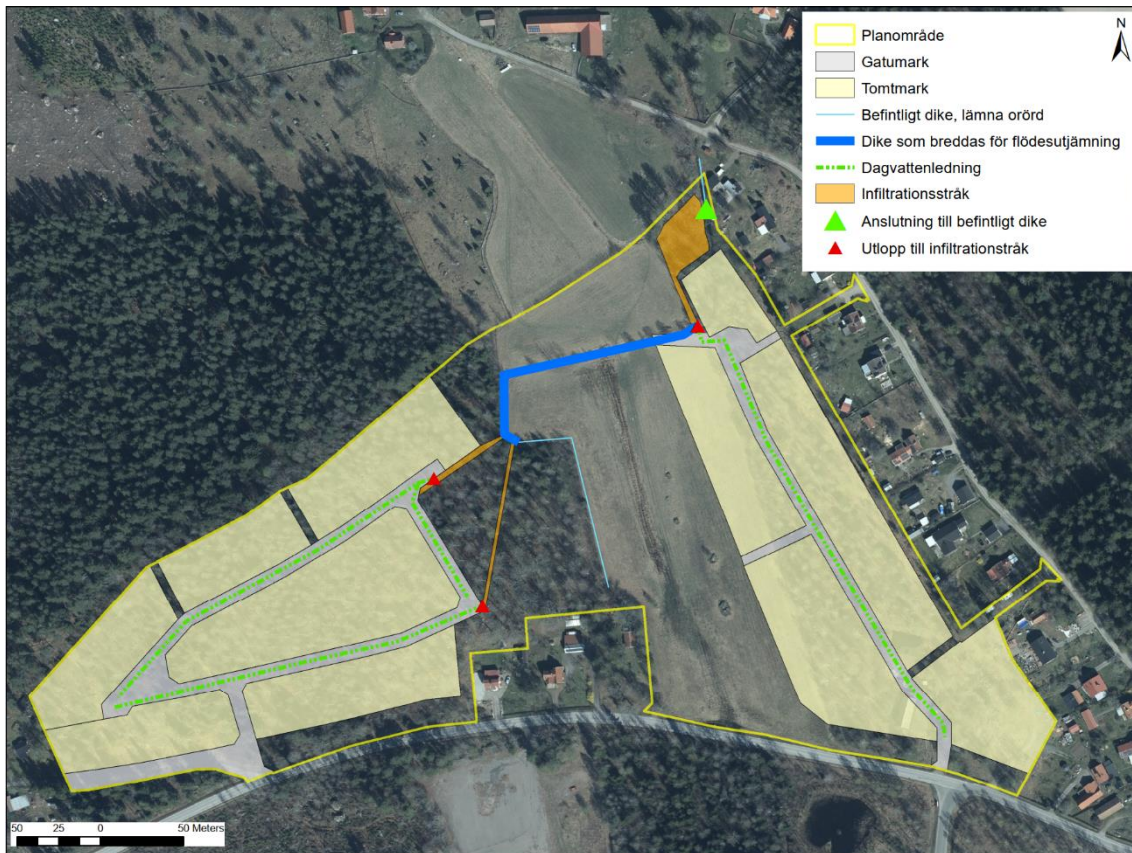 Planområde
Gatumark
Tomtmark
Befintligt dike, lämna orörd
Dike som breddas för flödesutjämning
Dagvattenledning
Infiltrationsstråk
Anslutning till befintligt dike
Utlopp till infiltrationstråk
N
50 25 0 50 Meters